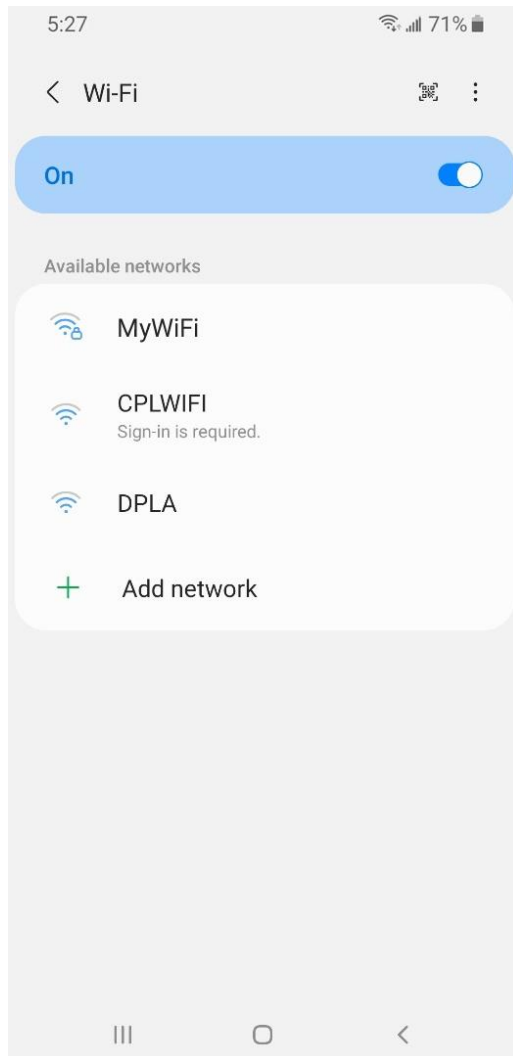 5:27 71%
Wi-Fi
On
Available networks
MyWiFi
CPLWIFI
Sign-in is required.
DPLA
Add network